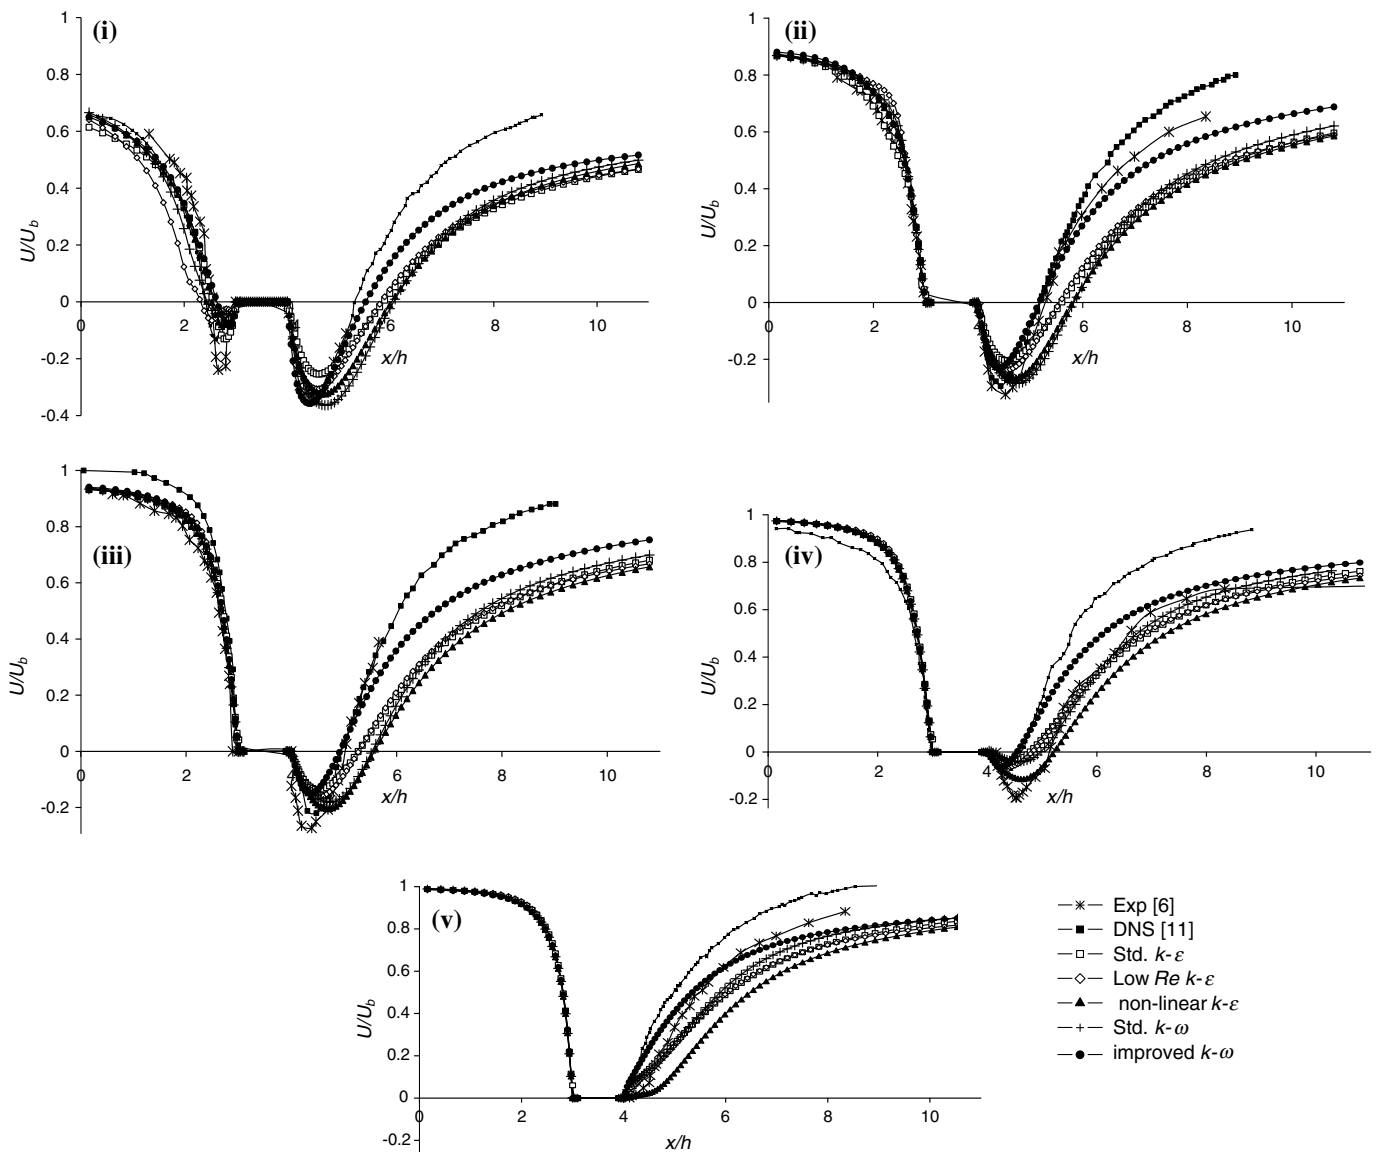 (i)
1
0.8
0.6
0.4
0.2
0
-0.2
-0.4
0 2 4 6 8 10
U/U_b
x/h
(ii)
1
0.8
0.6
0.4
0.2
0
-0.2
0 2 4 6 8 10
U/U_b
x/h
(iii)
1
0.8
0.6
0.4
0.2
0
-0.2
0 2 4 6 8 10
U/U_b
x/h
(iv)
1
0.8
0.6
0.4
0.2
0
-0.2
0 2 4 6 8 10
U/U_b
x/h
(v)
1
0.8
0.6
0.4
0.2
0
-0.2
0 2 4 6 8 10
U/U_b
x/h
Exp [6]
DNS [11]
Std. k-ε
Low Re k-ε
non-linear k-ε
Std. k-ω
improved k-ω